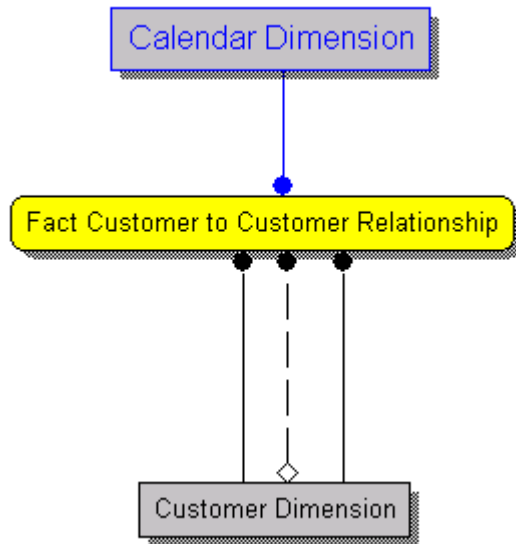 Calendar Dimension
Fact Customer to Customer Relationship
Customer Dimension